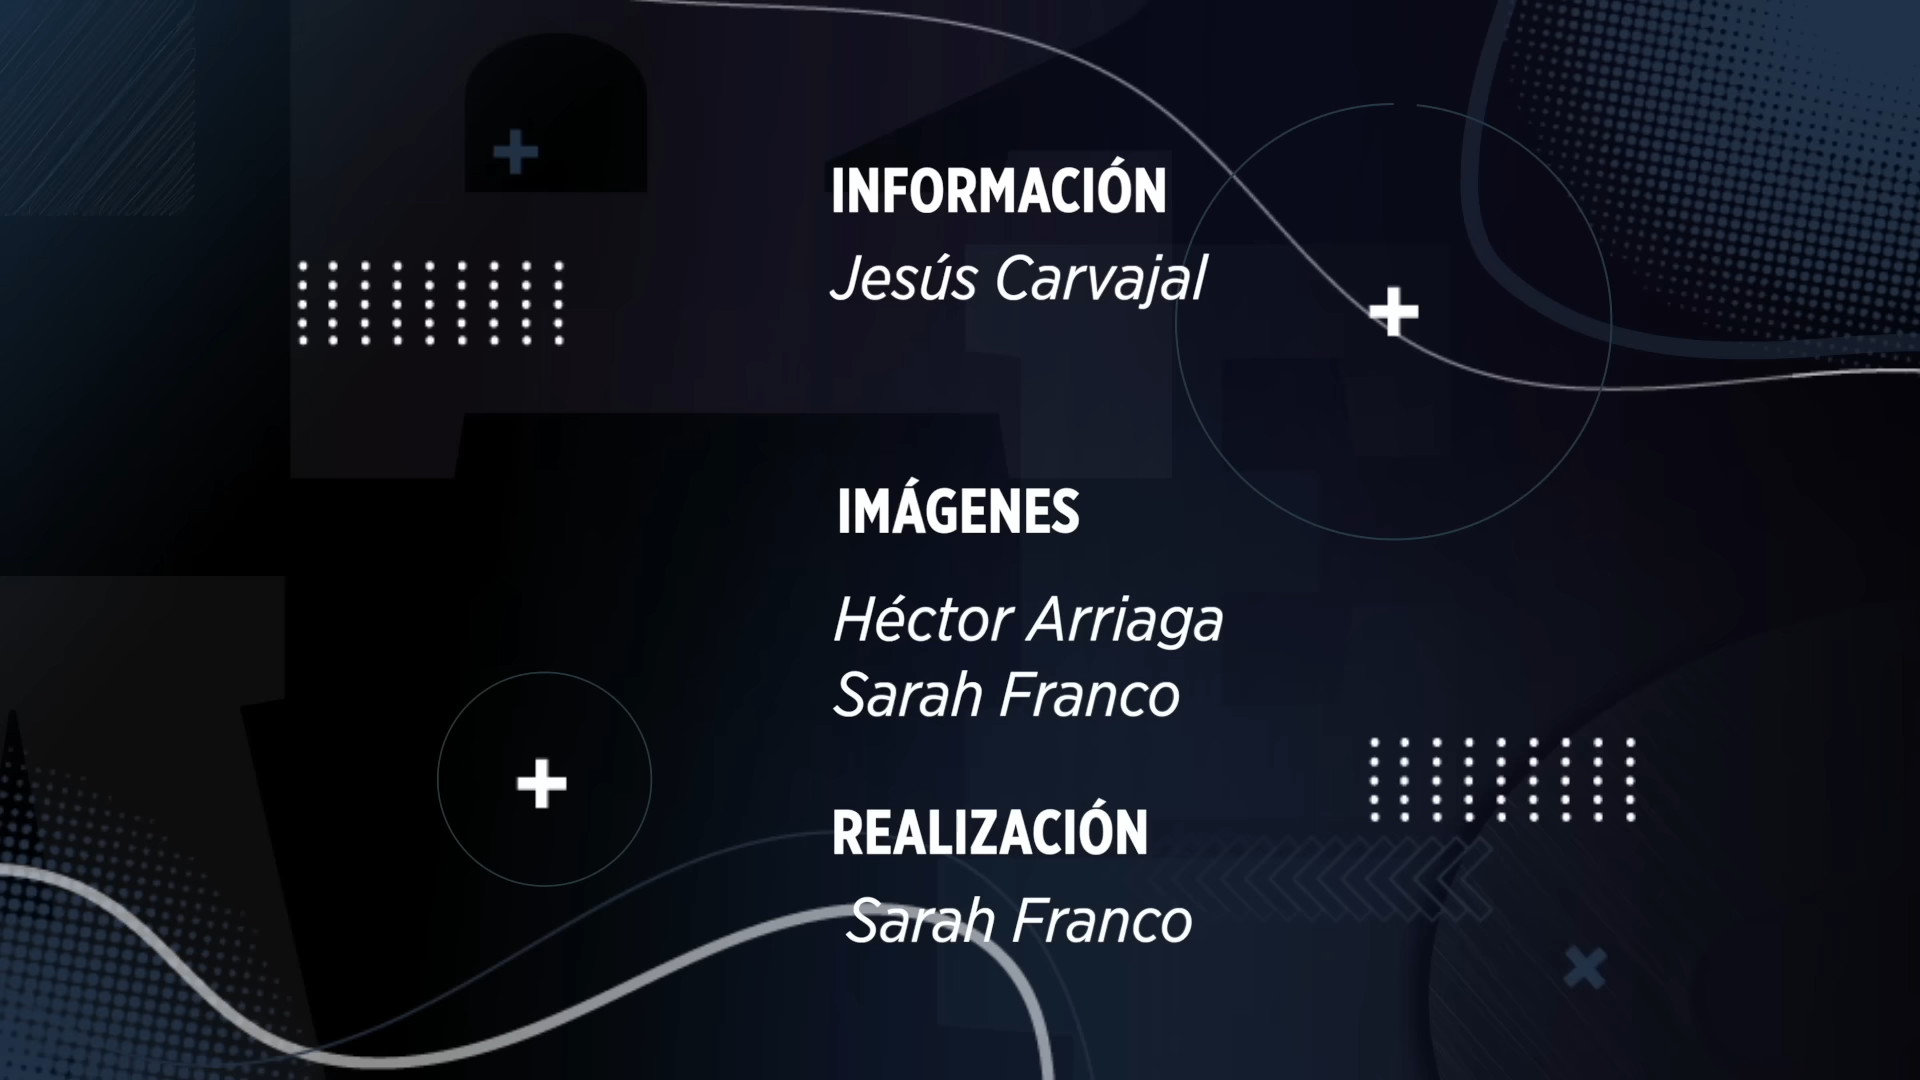 INFORMACIÓN
Jesús Carvajal
IMÁGENES
Héctor Arriaga
Sarah Franco
REALIZACIÓN
Sarah Franco